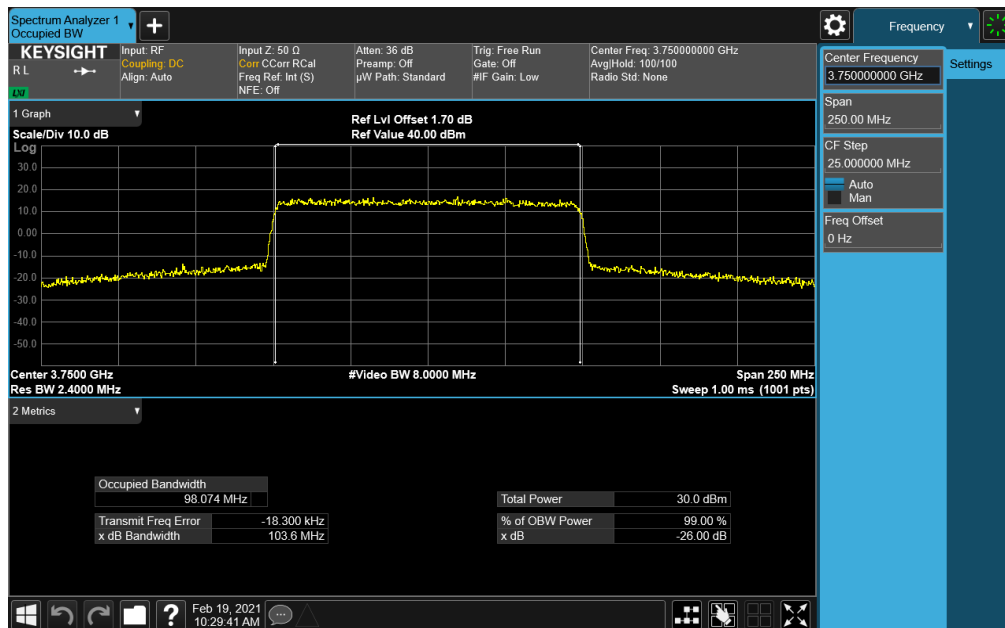 Spectrum Analyzer 1
Occupied BW
Frequency
KEYSIGHT
R L
LXI
Input: RF
Coupling: DC
Align: Auto
Input Z: 50 Ω
Corr CCorr RCal
Freq Ref: Int (S)
NFE: Off
Atten: 36 dB
Preamp: Off
µW Path: Standard
Trig: Free Run
Gate: Off
#IF Gain: Low
Center Freq: 3.750000000 GHz
Avg|Hold: 100/100
Radio Std: None
Center Frequency
3.750000000 GHz
Settings
Span
250.00 MHz
CF Step
25.000000 MHz
Auto
Man
Freq Offset
0 Hz
1 Graph
Scale/Div 10.0 dB
Ref Lvl Offset 1.70 dB
Ref Value 40.00 dBm
Log
30.0
20.0
10.0
0.00
-10.0
-20.0
-30.0
-40.0
-50.0
Center 3.7500 GHz
#Video BW 8.0000 MHz
Span 250 MHz
Res BW 2.4000 MHz
Sweep 1.00 ms (1001 pts)
2 Metrics
Occupied Bandwidth
98.074 MHz
Total Power 30.0 dBm
Transmit Freq Error -18.300 kHz
% of OBW Power 99.00 %
x dB Bandwidth 103.6 MHz
x dB -26.00 dB
?
Feb 19, 2021
10:29:41 AM